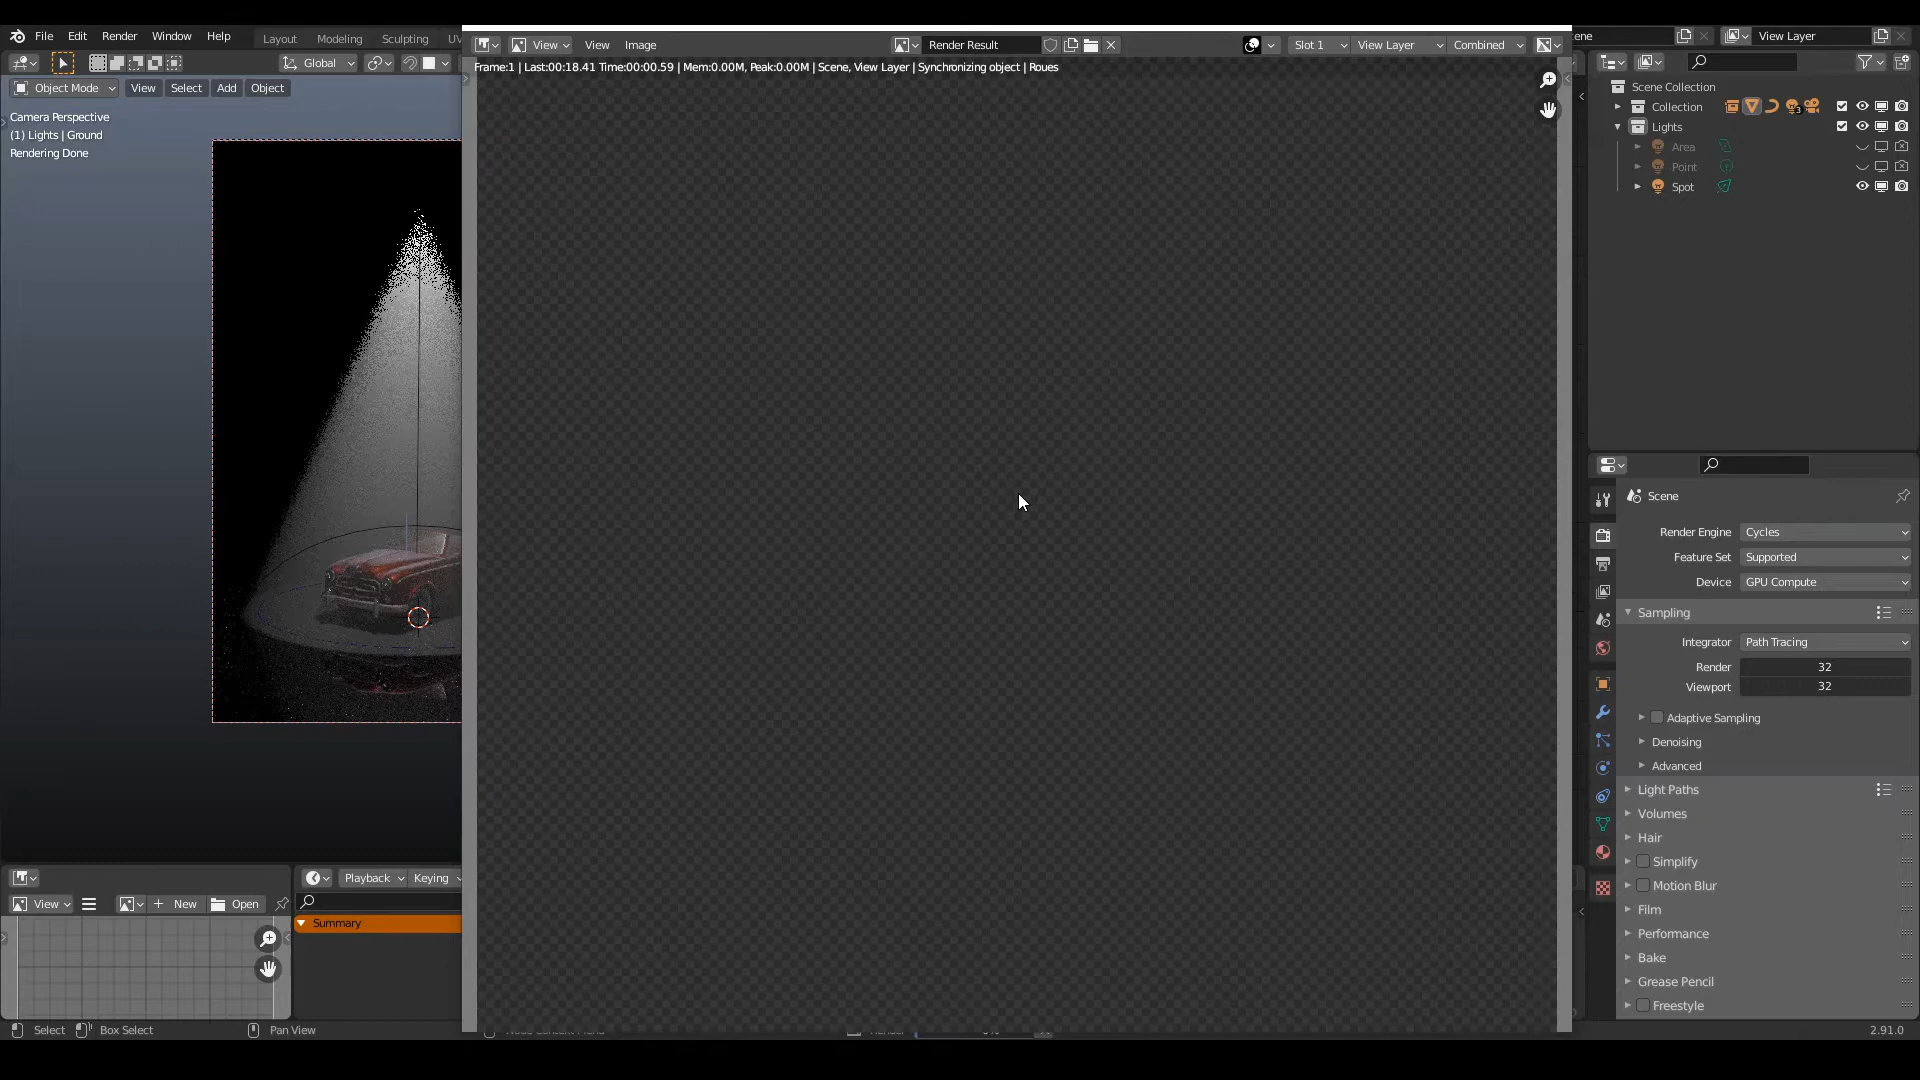 File Edit Render Window Help Layout Modeling Sculpting UV
View View Image Render Result Slot 1 View Layer Combined
ene View Layer
Global
Frame:1 | Last:00:18.41 Time:00:00.59 | Mem:0.00M, Peak:0.00M | Scene, View Layer | Synchronizing object | Roues
Object Mode View Select Add Object
Camera Perspective
(1) Lights | Ground
Rendering Done
Scene Collection
Collection
3
Lights
Area
Point
Spot
Scene
Render Engine Cycles
Feature Set Supported
Device GPU Compute
Sampling
Integrator Path Tracing
Render 32
Viewport 32
Adaptive Sampling
Denoising
Advanced
Light Paths
Volumes
Hair
Simplify
Motion Blur
Film
Performance
Bake
Grease Pencil
Freestyle
View New Open
Playback Keying
Summary
Select Box Select Pan View
2.91.0